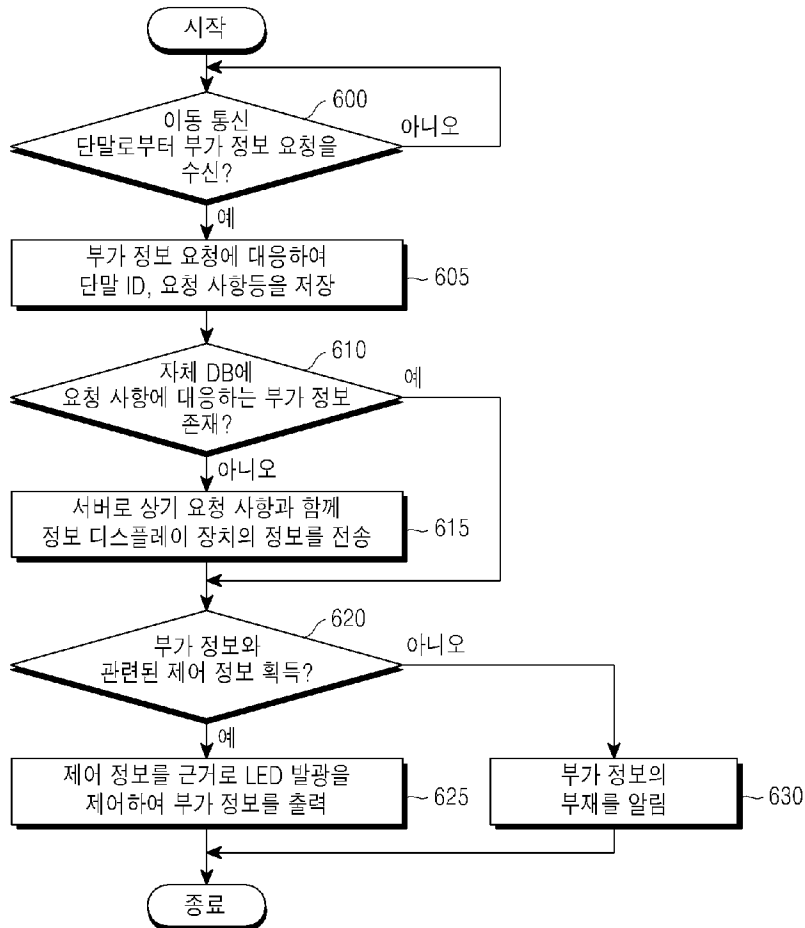 시작
600
이동 통신
단말로부터 부가 정보 요청을
수신?
아니오
예
부가 정보 요청에 대응하여
단말 ID, 요청 사항등을 저장
605
610
자체 DB에
요청 사항에 대응하는 부가 정보
존재?
예
아니오
서버로 상기 요청 사항과 함께
정보 디스플레이 장치의 정보를 전송
615
620
부가 정보와
관련된 제어 정보 획득?
아니오
예
제어 정보를 근거로 LED 발광을
제어하여 부가 정보를 출력
625
부가 정보의
부재를 알림
630
종료